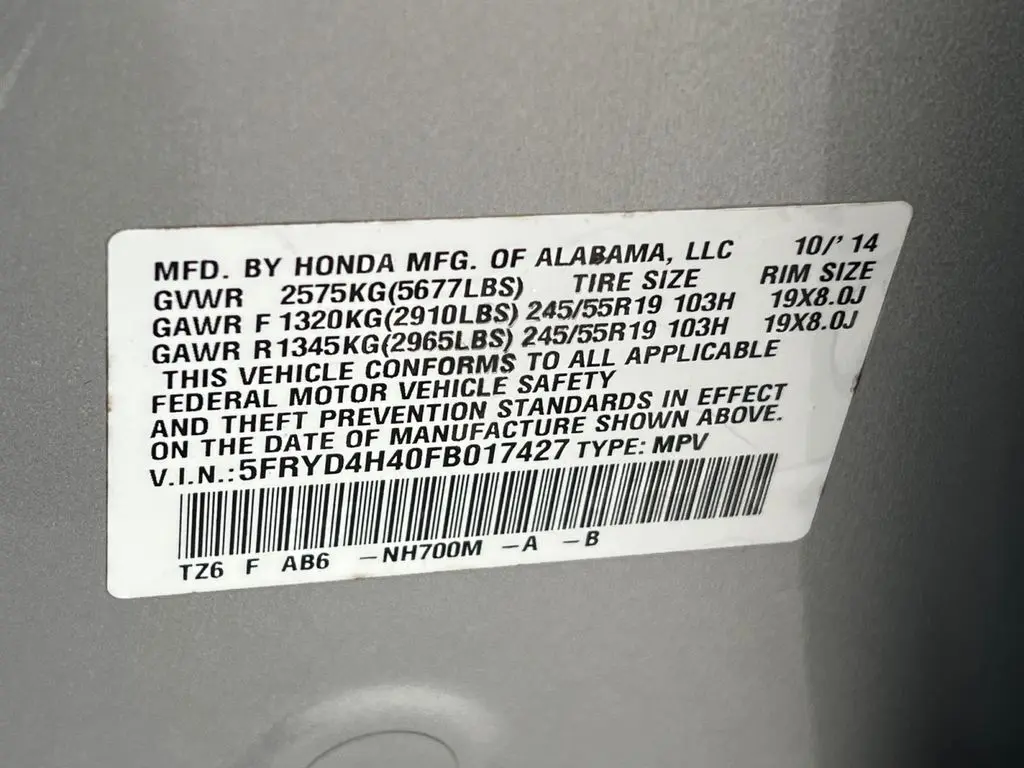 MFD. BY HONDA MFG. OF ALABAMA, LLC 10/'14
GVWR 2575KG(5677LBS) TIRE SIZE RIM SIZE
GAWR F 1320KG(2910LBS) 245/55R19 103H 19X8.0J
GAWR R 1345KG(2965LBS) 245/55R19 103H 19X8.0J
THIS VEHICLE CONFORMS TO ALL APPLICABLE
FEDERAL MOTOR VEHICLE SAFETY
AND THEFT PREVENTION STANDARDS IN EFFECT
ON THE DATE OF MANUFACTURE SHOWN ABOVE.
V.I.N.:5FRYD4H40FB017427 TYPE: MPV
TZ6 F AB6 -NH700M -A -B